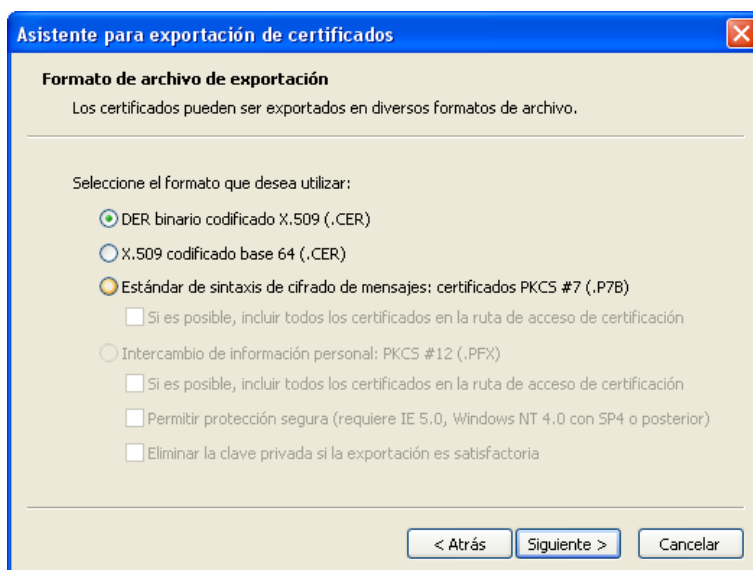 Asistente para exportación de certificados
Formato de archivo de exportación
Los certificados pueden ser exportados en diversos formatos de archivo.
Seleccione el formato que desea utilizar:
DER binario codificado X.509 (.CER)
X.509 codificado base 64 (.CER)
Estándar de sintaxis de cifrado de mensajes: certificados PKCS #7 (.P7B)
Si es posible, incluir todos los certificados en la ruta de acceso de certificación
Intercambio de información personal: PKCS #12 (.PFX)
Si es posible, incluir todos los certificados en la ruta de acceso de certificación
Permitir protección segura (requiere IE 5.0, Windows NT 4.0 con SP4 o posterior)
Eliminar la clave privada si la exportación es satisfactoria
< Atrás Siguiente > Cancelar